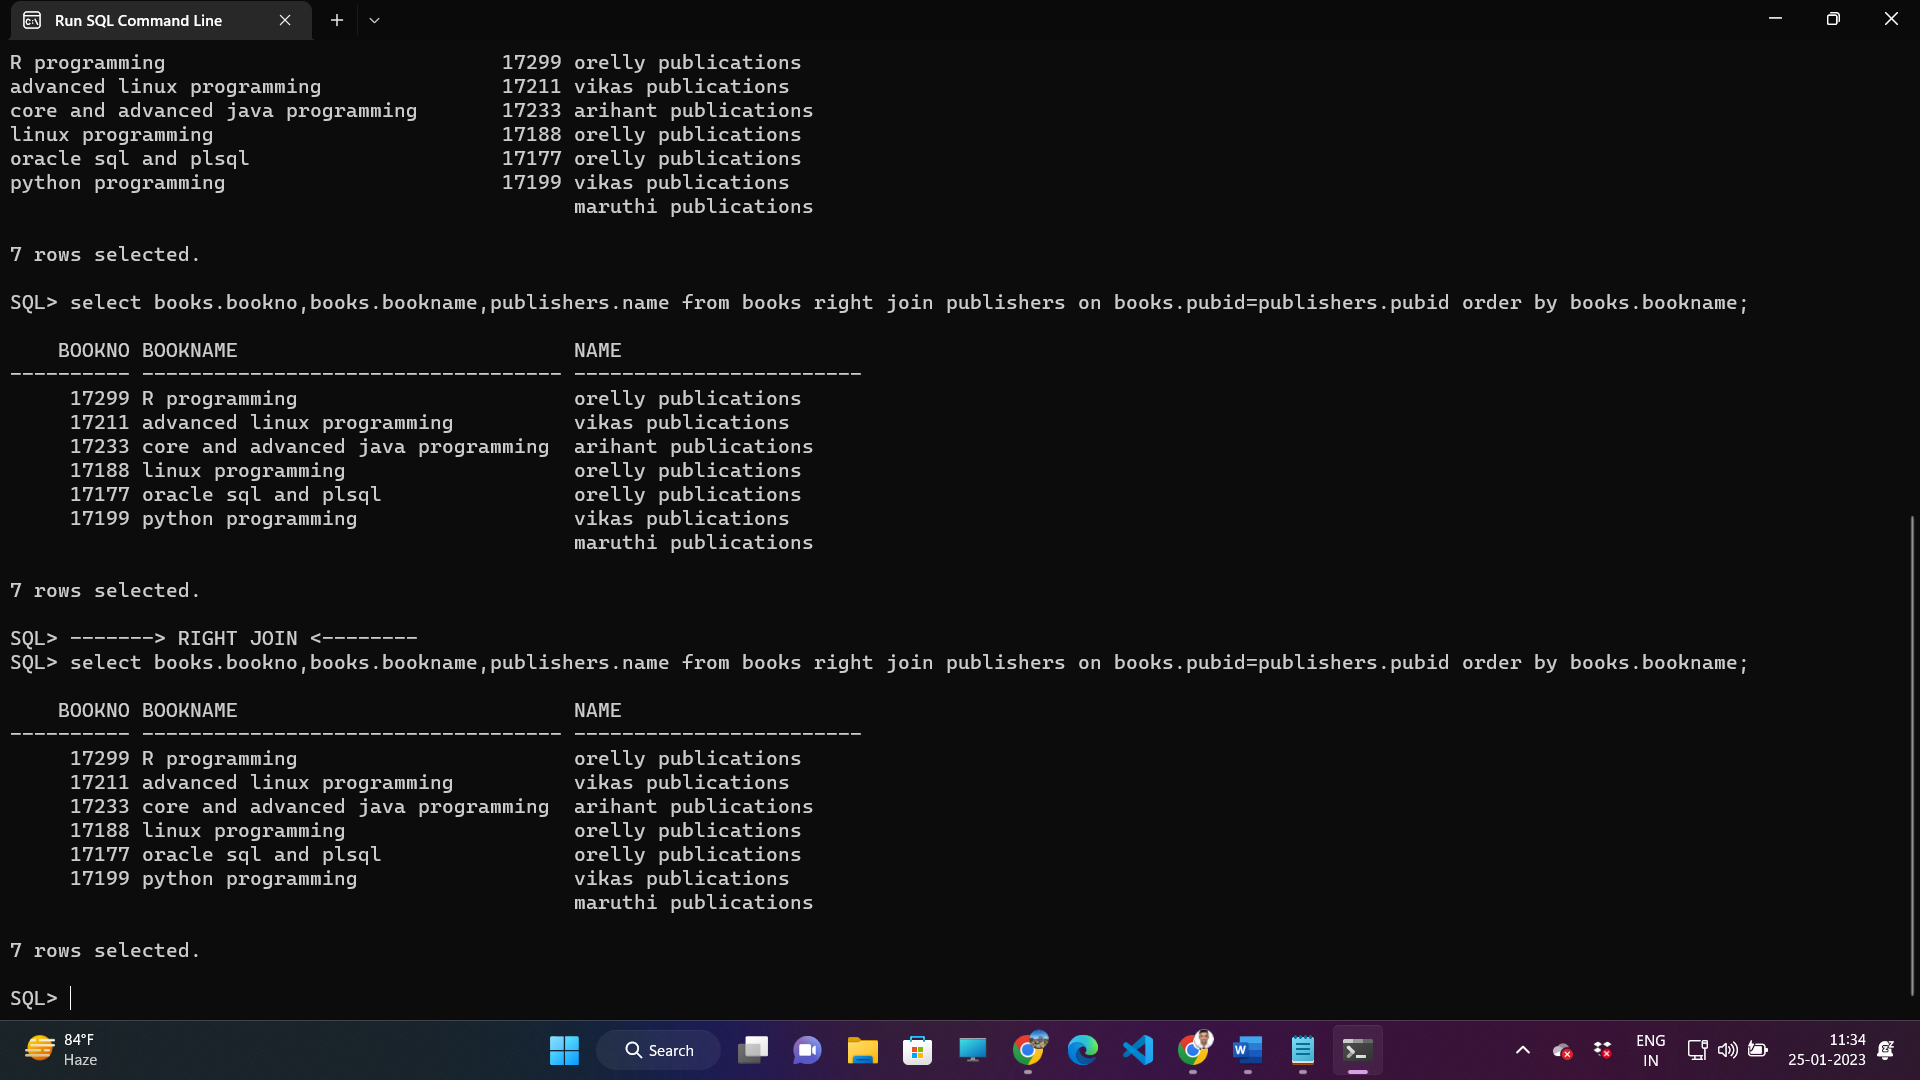 Run SQL Command Line
R programming                            17299 orelly publications
advanced linux programming               17211 vikas publications
core and advanced java programming       17233 arihant publications
linux programming                        17188 orelly publications
oracle sql and plsql                     17177 orelly publications
python programming                       17199 vikas publications
                                               maruthi publications
7 rows selected.
SQL> select books.bookno,books.bookname,publishers.name from books right join publishers on books.pubid=publishers.pubid order by books.bookname;
    BOOKNO BOOKNAME                            NAME
---------- ----------------------------------- ------------------------
     17299 R programming                       orelly publications
     17211 advanced linux programming          vikas publications
     17233 core and advanced java programming  arihant publications
     17188 linux programming                   orelly publications
     17177 oracle sql and plsql                orelly publications
     17199 python programming                  vikas publications
                                               maruthi publications
7 rows selected.
SQL> -------> RIGHT JOIN <--------
SQL> select books.bookno,books.bookname,publishers.name from books right join publishers on books.pubid=publishers.pubid order by books.bookname;
    BOOKNO BOOKNAME                            NAME
---------- ----------------------------------- ------------------------
     17299 R programming                       orelly publications
     17211 advanced linux programming          vikas publications
     17233 core and advanced java programming  arihant publications
     17188 linux programming                   orelly publications
     17177 oracle sql and plsql                orelly publications
     17199 python programming                  vikas publications
                                               maruthi publications
7 rows selected.
SQL>
84°F
Haze
Search
ENG
IN
11:34
25-01-2023